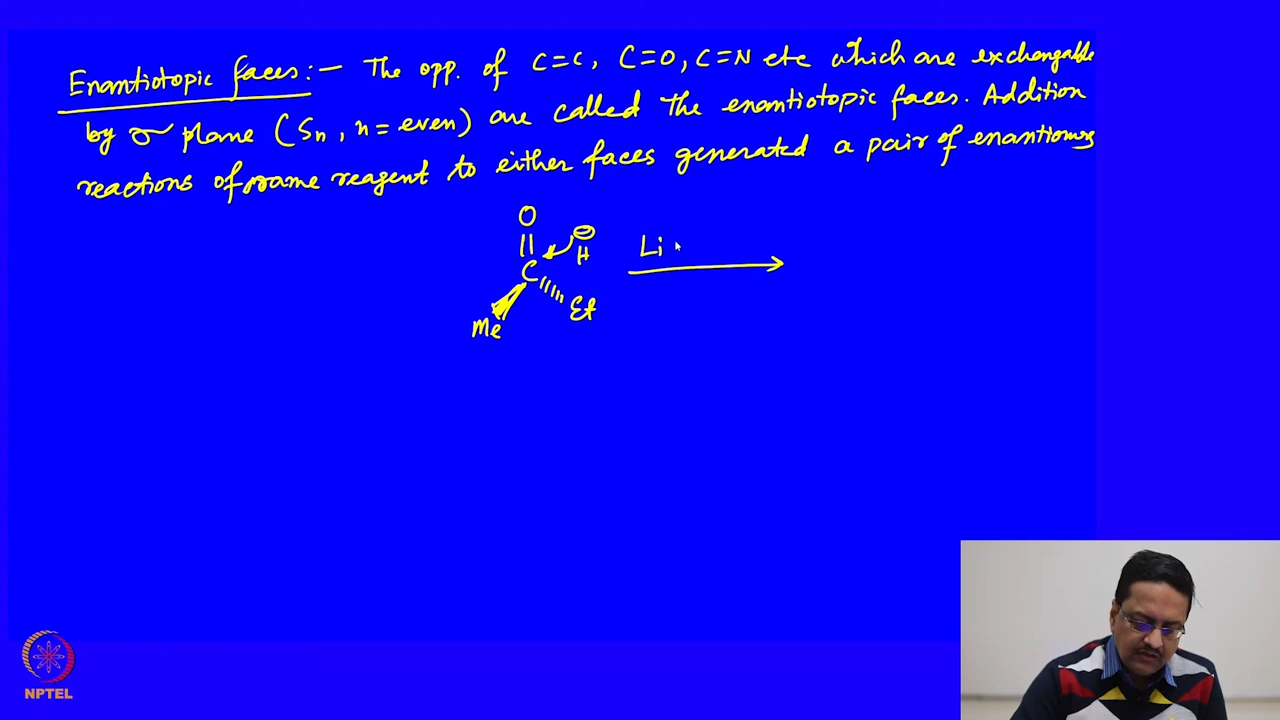 Enantiotopic faces:- The opp. of C=C, C=O, C=N etc which are exchangable
by σ plane (Sn, n = even) are called the enantiotopic faces. Addition
reactions of same reagent to either faces generated a pair of enantiomers
O
⊖
H
Li
C
Et
Me
NPTEL